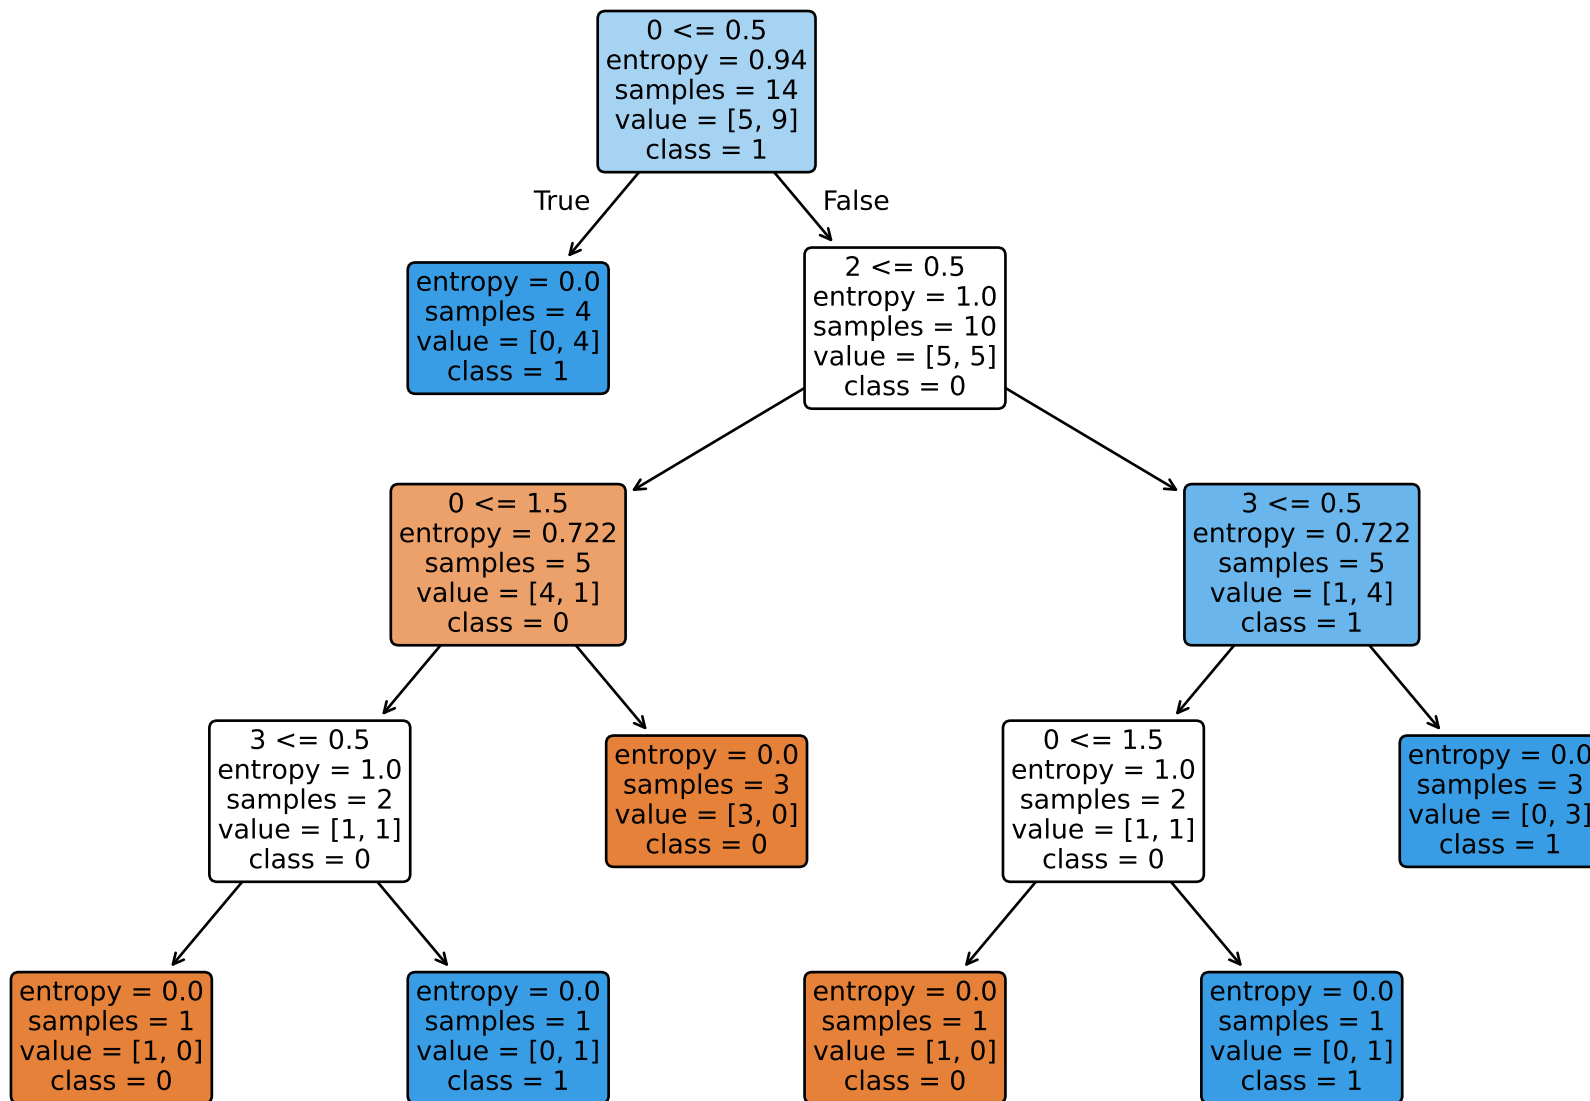 0 <= 0.5
entropy = 0.94
samples = 14
value = [5, 9]
class = 1
True
False
entropy = 0.0
samples = 4
value = [0, 4]
class = 1
2 <= 0.5
entropy = 1.0
samples = 10
value = [5, 5]
class = 0
0 <= 1.5
entropy = 0.722
samples = 5
value = [4, 1]
class = 0
3 <= 0.5
entropy = 0.722
samples = 5
value = [1, 4]
class = 1
3 <= 0.5
entropy = 1.0
samples = 2
value = [1, 1]
class = 0
entropy = 0.0
samples = 3
value = [3, 0]
class = 0
0 <= 1.5
entropy = 1.0
samples = 2
value = [1, 1]
class = 0
entropy = 0.0
samples = 3
value = [0, 3]
class = 1
entropy = 0.0
samples = 1
value = [1, 0]
class = 0
entropy = 0.0
samples = 1
value = [0, 1]
class = 1
entropy = 0.0
samples = 1
value = [1, 0]
class = 0
entropy = 0.0
samples = 1
value = [0, 1]
class = 1